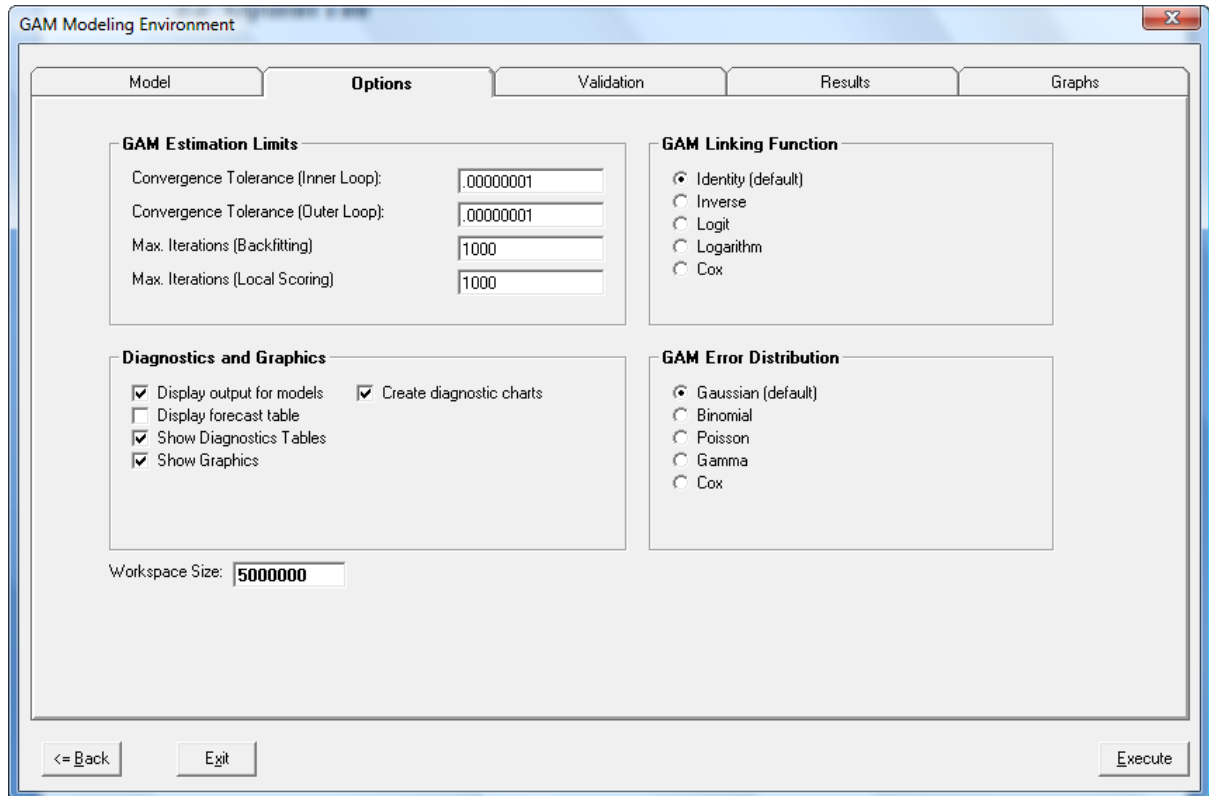 GAM Modeling Environment
Model Options Validation Results Graphs
GAM Estimation Limits
Convergence Tolerance (Inner Loop): .00000001
Convergence Tolerance (Outer Loop): .00000001
Max. Iterations (Backfitting) 1000
Max. Iterations (Local Scoring) 1000
GAM Linking Function
Identity (default)
Inverse
Logit
Logarithm
Cox
Diagnostics and Graphics
Display output for models Create diagnostic charts
Display forecast table
Show Diagnostics Tables
Show Graphics
GAM Error Distribution
Gaussian (default)
Binomial
Poisson
Gamma
Cox
Workspace Size: 5000000
<= Back Exit Execute